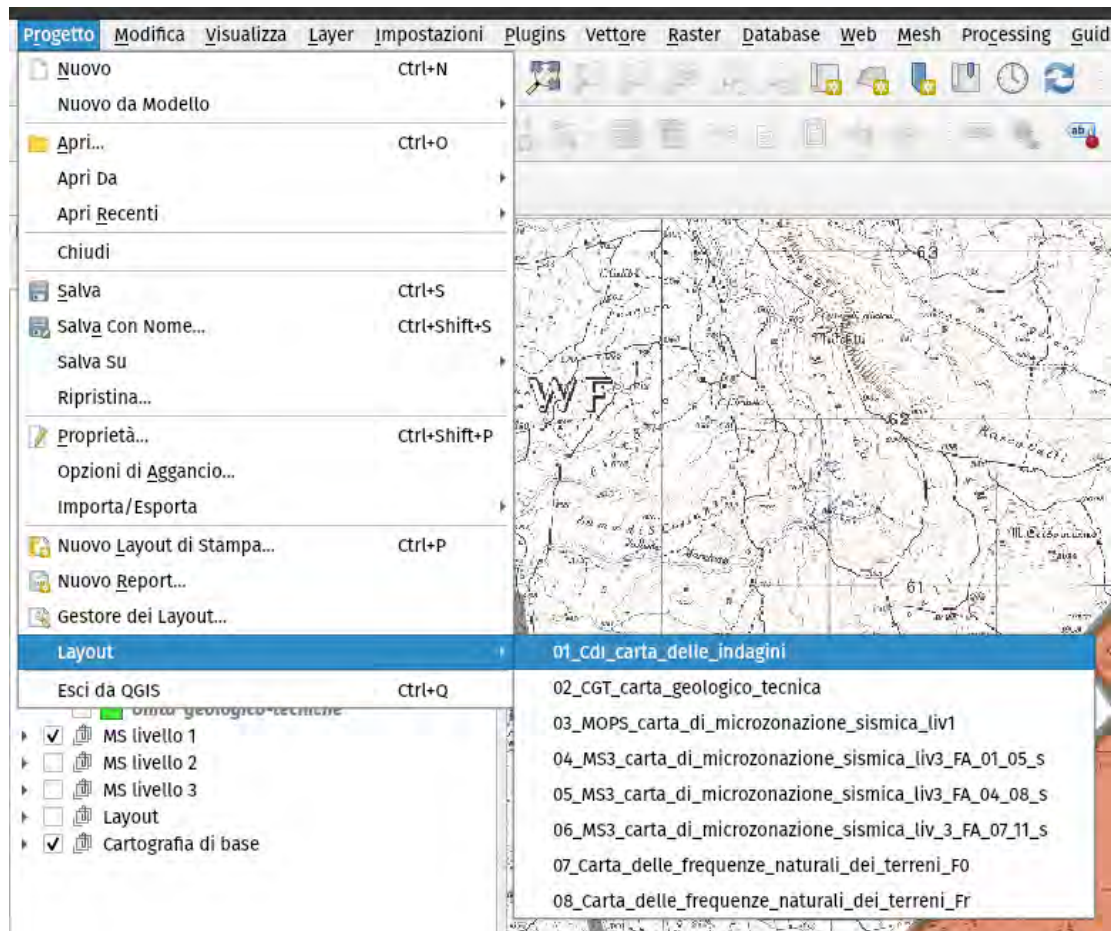 Progetto Modifica Visualizza Layer Impostazioni Plugins Vettore Raster Database Web Mesh Processing Guid
Nuovo Ctrl+N
Nuovo da Modello
Apri... Ctrl+O
Apri Da
Apri Recenti
Chiudi
Salva Ctrl+S
Salva Con Nome... Ctrl+Shift+S
Salva Su
Ripristina...
Proprietà... Ctrl+Shift+P
Opzioni di Aggancio...
Importa/Esporta
Nuovo Layout di Stampa... Ctrl+P
Nuovo Report...
Gestore dei Layout...
Layout
Esci da QGIS Ctrl+Q
01_CdI_carta_delle_indagini
02_CGT_carta_geologico_tecnica
03_MOPS_carta_di_microzonazione_sismica_liv1
04_MS3_carta_di_microzonazione_sismica_liv3_FA_01_05_s
05_MS3_carta_di_microzonazione_sismica_liv3_FA_04_08_s
06_MS3_carta_di_microzonazione_sismica_liv_3_FA_07_11_s
07_Carta_delle_frequenze_naturali_dei_terreni_F0
08_Carta_delle_frequenze_naturali_dei_terreni_Fr
MS livello 1
MS livello 2
MS livello 3
Layout
Cartografia di base
63
WF
62
61